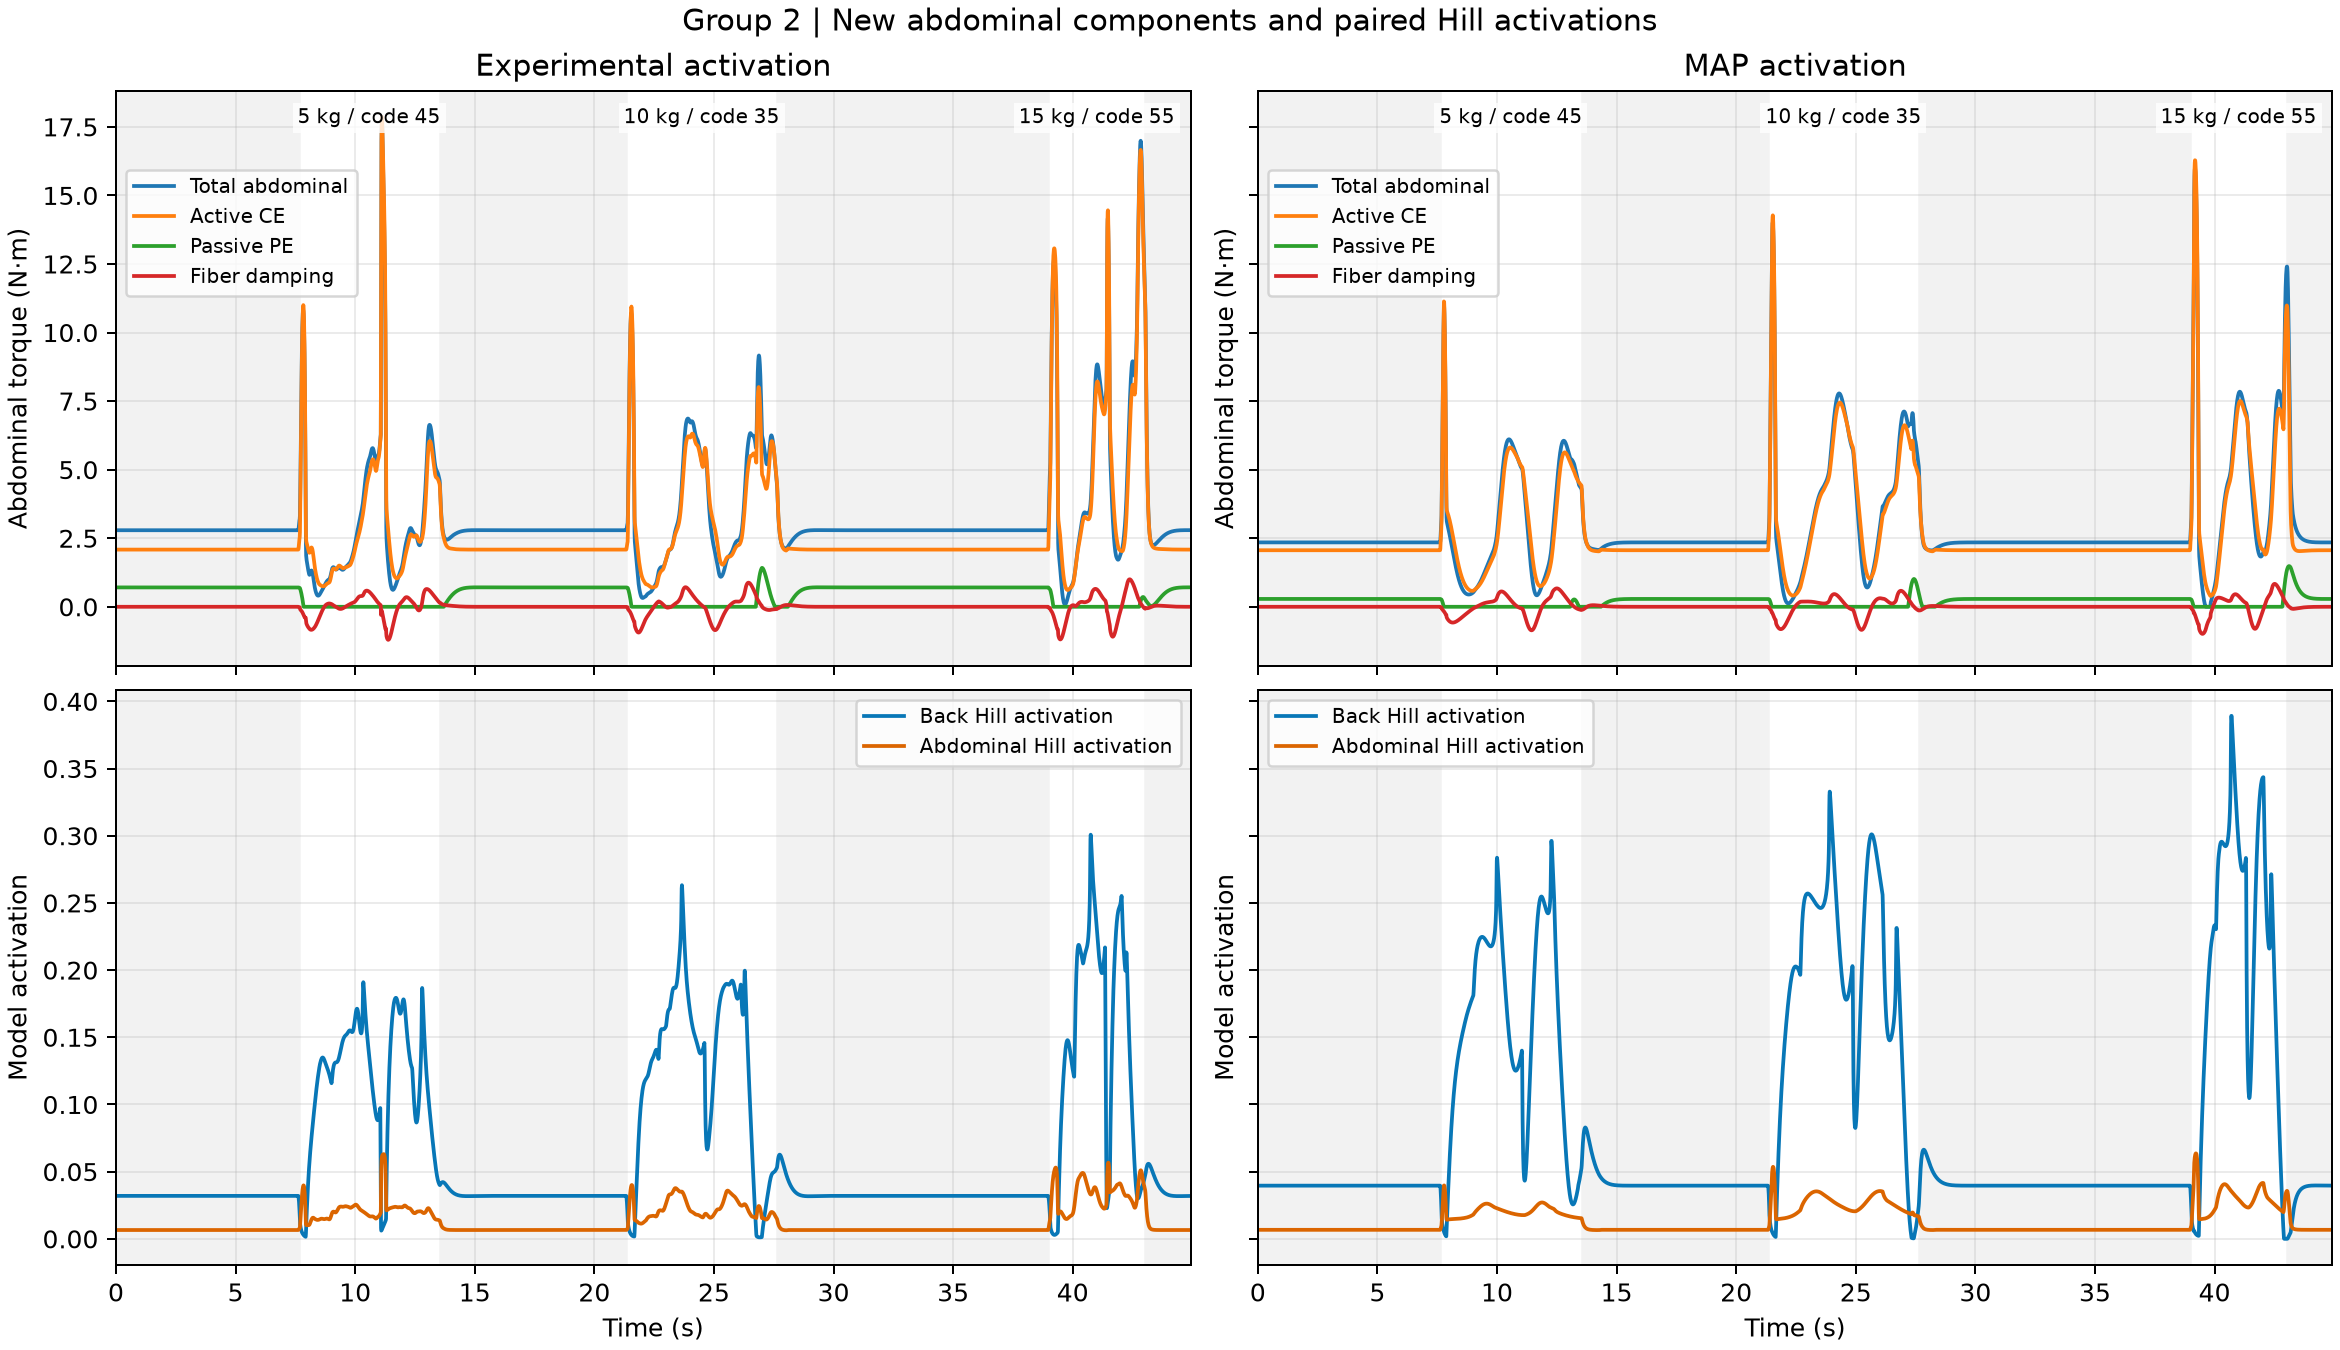 Group 2 | New abdominal components and paired Hill activations
Experimental activation
MAP activation
5 kg / code 45
10 kg / code 35
15 kg / code 55
5 kg / code 45
10 kg / code 35
15 kg / code 55
Total abdominal
Active CE
Passive PE
Fiber damping
Total abdominal
Active CE
Passive PE
Fiber damping
Abdominal torque (N·m)
17.5
15.0
12.5
10.0
7.5
5.0
2.5
0.0
Abdominal torque (N·m)
Back Hill activation
Abdominal Hill activation
Back Hill activation
Abdominal Hill activation
Model activation
0.40
0.35
0.30
0.25
0.20
0.15
0.10
0.05
0.00
Model activation
0 5 10 15 20 25 30 35 40
0 5 10 15 20 25 30 35 40
Time (s)
Time (s)